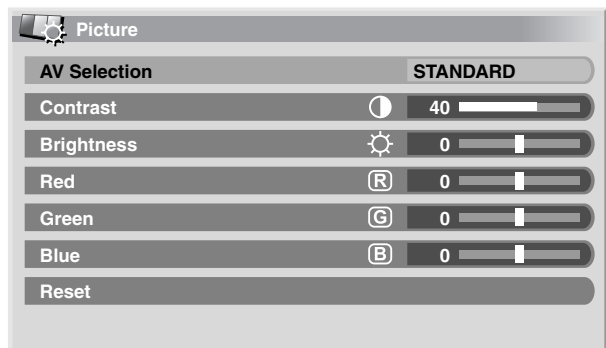 Picture
AV Selection STANDARD
Contrast 40
Brightness 0
Red R 0
Green G 0
Blue B 0
Reset